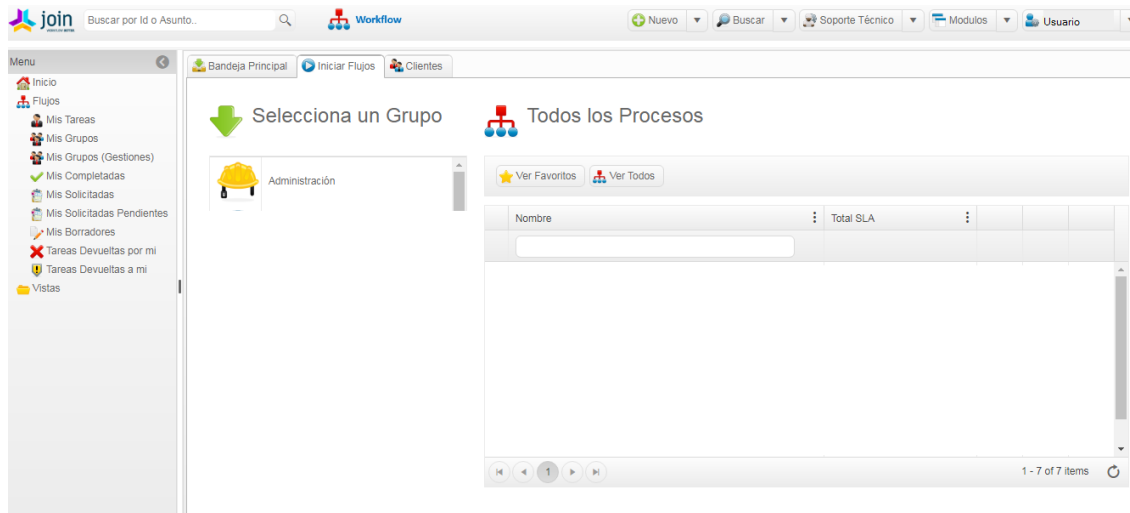 join Buscar por Id o Asunto.. Workflow Nuevo Buscar Soporte Técnico Modulos Usuario
Menu
Inicio
Flujos
Mis Tareas
Mis Grupos
Mis Grupos (Gestiones)
Mis Completadas
Mis Solicitadas
Mis Solicitadas Pendientes
Mis Borradores
Tareas Devueltas por mi
Tareas Devueltas a mi
Vistas
Bandeja Principal Iniciar Flujos Clientes
Selecciona un Grupo
Administración
Todos los Procesos
Ver Favoritos Ver Todos
Nombre Total SLA
1 1 - 7 of 7 items